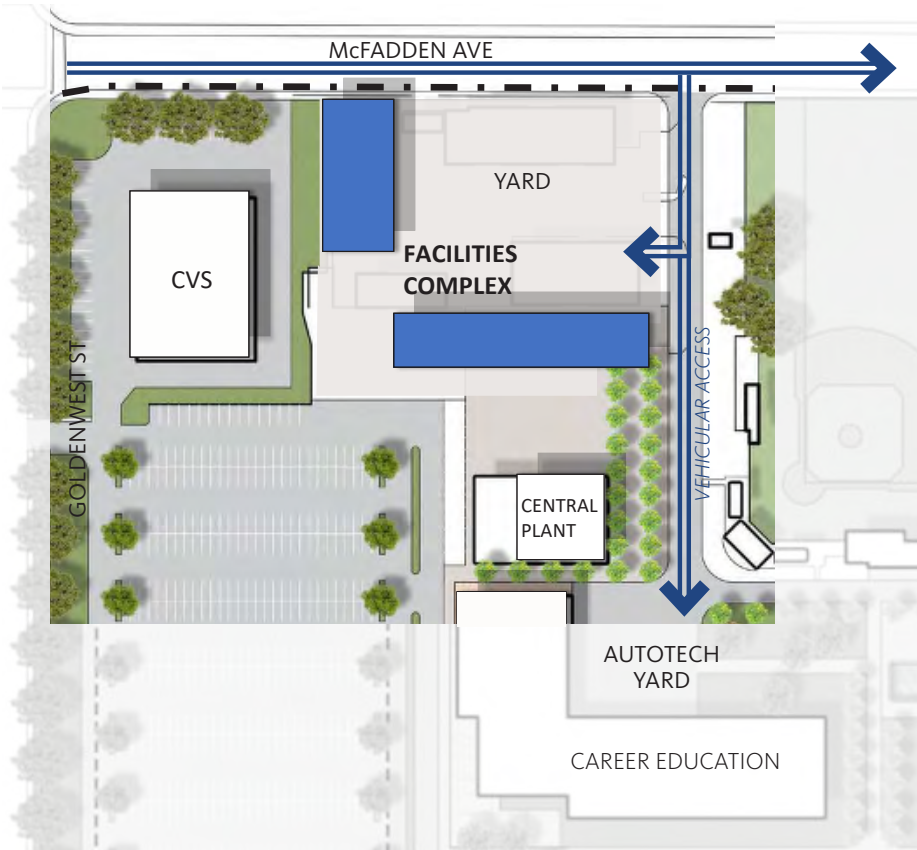 McFADDEN AVE
YARD
FACILITIES
COMPLEX
CVS
GOLDENWEST ST
VEHICULAR ACCESS
CENTRAL
PLANT
AUTOTECH
YARD
CAREER EDUCATION